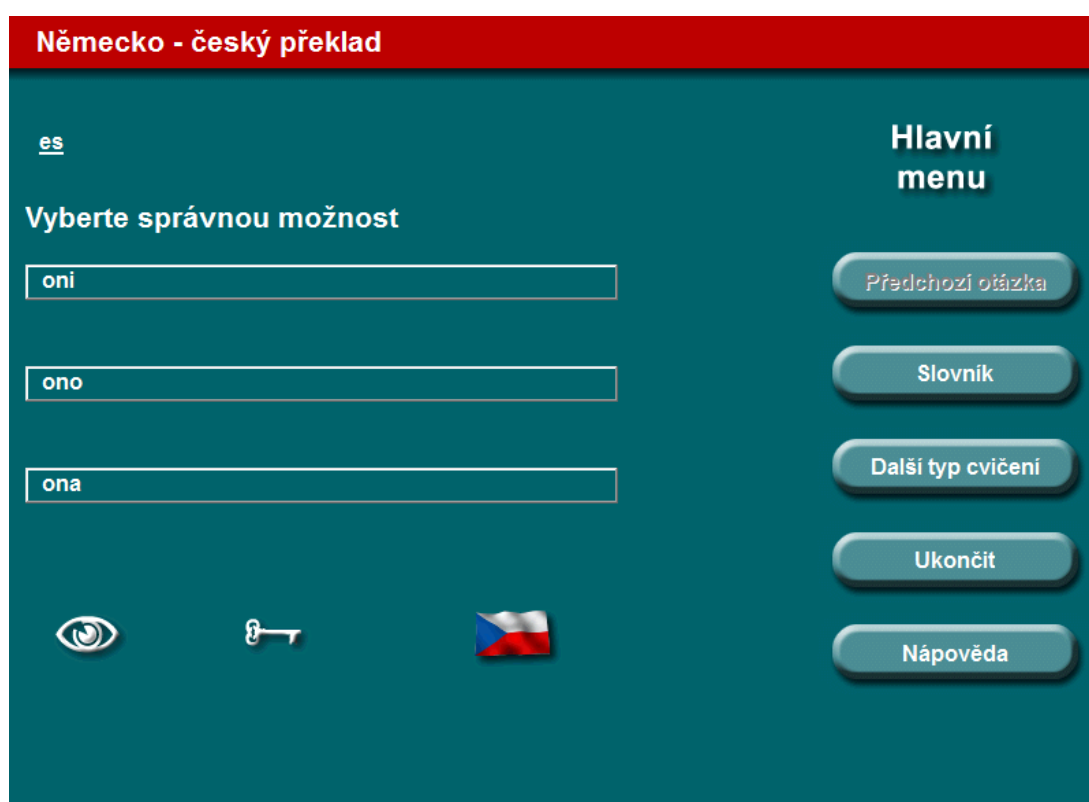 Německo - český překlad
es
Vyberte správnou možnost
oni
ono
ona
Hlavní
menu
Předchozí otázka
Slovník
Další typ cvičení
Ukončit
Nápověda